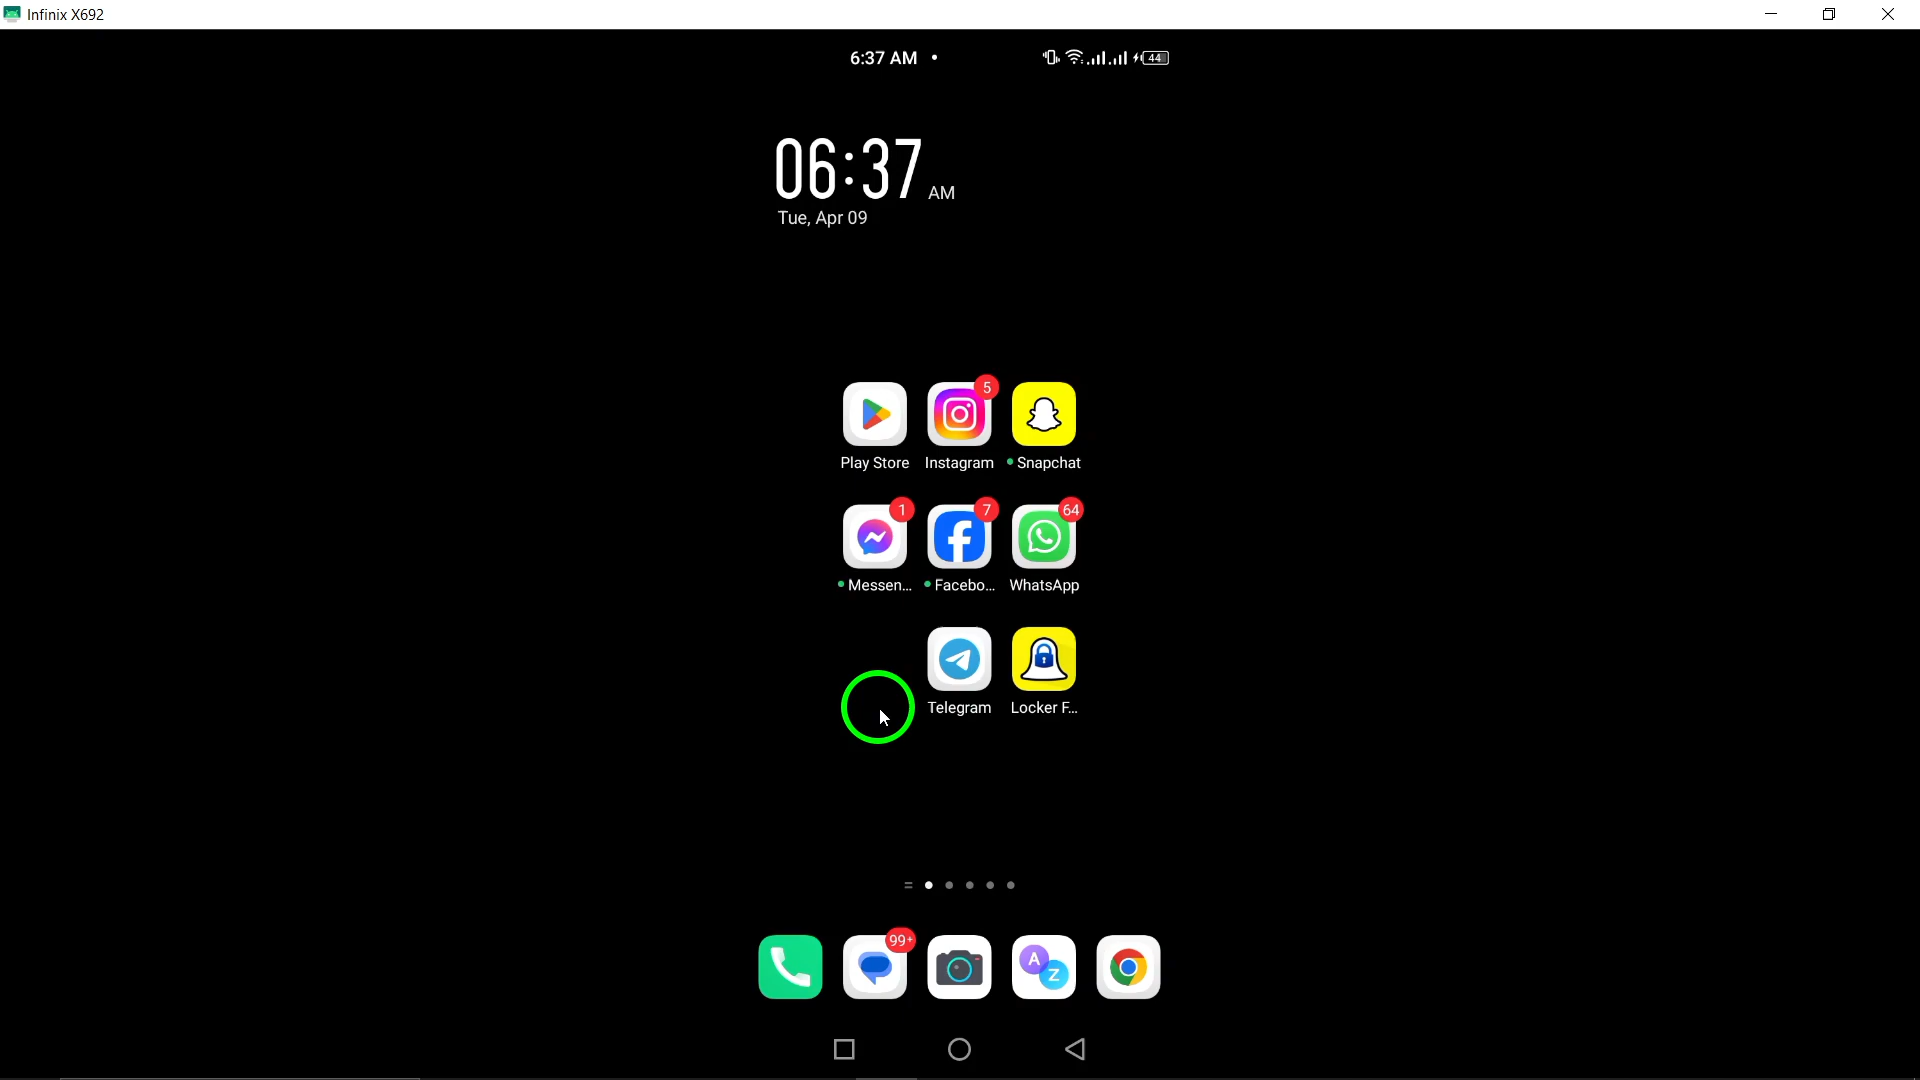 Infinix X692
6:37 AM
44
06:37 AM
Tue, Apr 09
5
Play Store Instagram Snapchat
1 7 64
Messen... Facebo... WhatsApp
Telegram Locker F...
99+
A Z